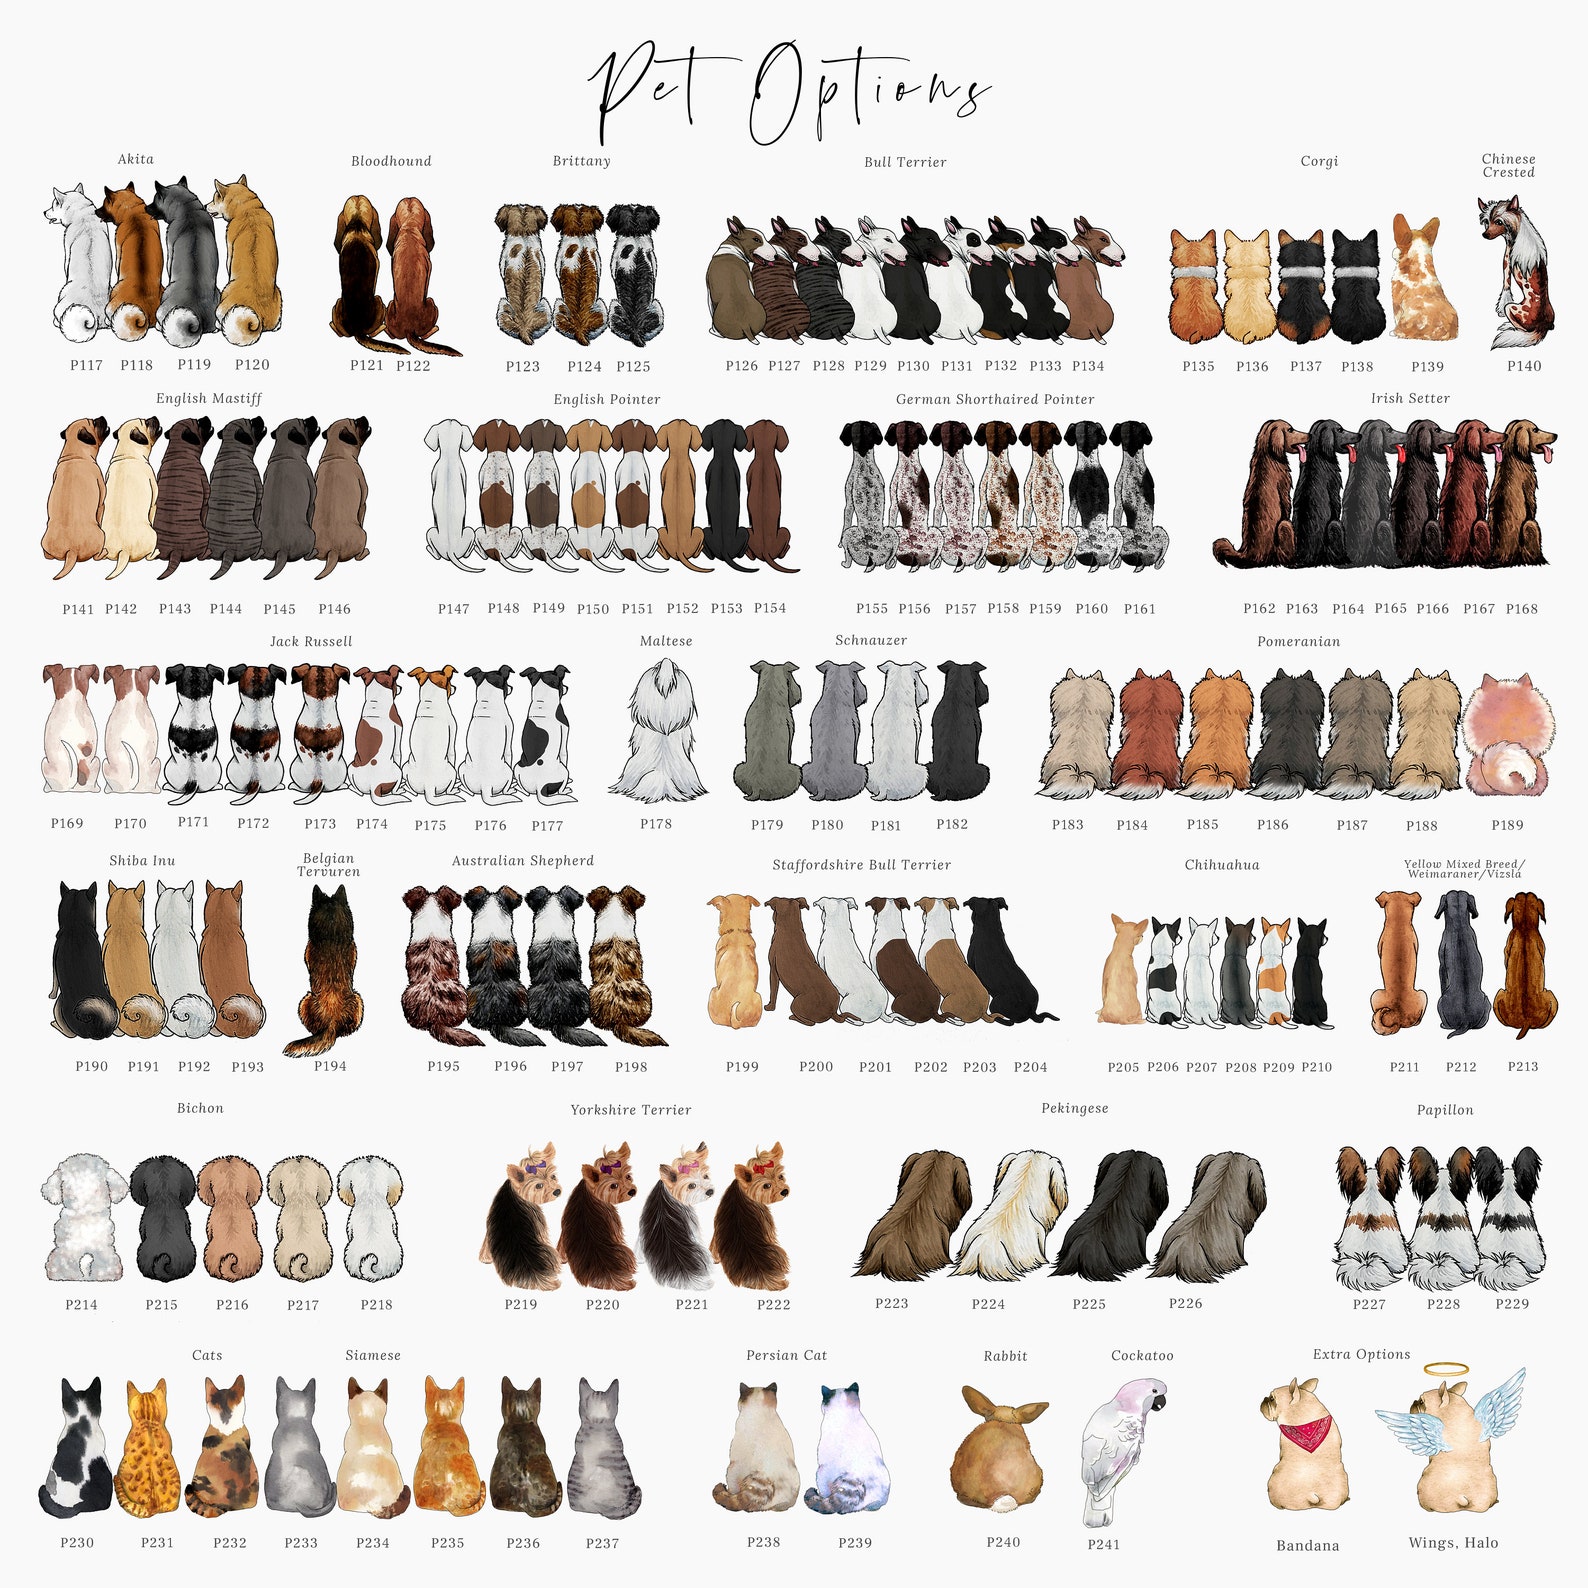 Pet Options
Akita
Bloodhound
Brittany
Bull Terrier
Corgi
Chinese
Crested
P117 P118 P119 P120
P121 P122
P123 P124 P125
P126 P127 P128 P129 P130 P131 P132 P133 P134
P135 P136 P137 P138 P139
P140
English Mastiff
English Pointer
German Shorthaired Pointer
Irish Setter
P141 P142 P143 P144 P145 P146
P147 P148 P149 P150 P151 P152 P153 P154
P155 P156 P157 P158 P159 P160 P161
P162 P163 P164 P165 P166 P167 P168
Jack Russell
Maltese
Schnauzer
Pomeranian
P169 P170 P171 P172 P173 P174 P175 P176 P177
P178
P179 P180 P181 P182
P183 P184 P185 P186 P187 P188 P189
Shiba Inu
Belgian
Tervuren
Australian Shepherd
Staffordshire Bull Terrier
Chihuahua
Yellow Mixed Breed/
Weimaraner/Vizsla
P190 P191 P192 P193
P194
P195 P196 P197 P198
P199 P200 P201 P202 P203 P204
P205 P206 P207 P208 P209 P210
P211 P212 P213
Bichon
Yorkshire Terrier
Pekingese
Papillon
P214 P215 P216 P217 P218
P219 P220 P221 P222
P223 P224 P225 P226
P227 P228 P229
Cats
Siamese
Persian Cat
Rabbit
Cockatoo
Extra Options
P230 P231 P232 P233 P234 P235 P236 P237
P238 P239
P240
P241
Bandana
Wings, Halo